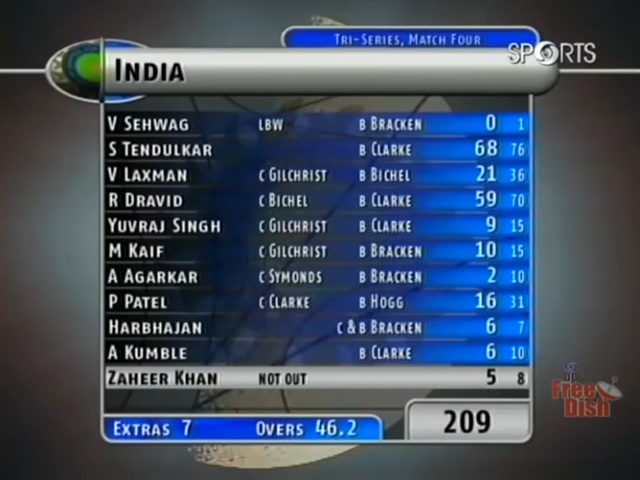 TRI-SERIES, MATCH FOUR
SPORTS
INDIA
V SEHWAG LBW B BRACKEN 0 1
S TENDULKAR B CLARKE 68 76
V LAXMAN C GILCHRIST B BICHEL 21 36
R DRAVID C BICHEL B CLARKE 59 70
YUVRAJ SINGH C GILCHRIST B CLARKE 9 15
M KAIF C GILCHRIST B BRACKEN 10 15
A AGARKAR C SYMONDS B BRACKEN 2 10
P PATEL C CLARKE B HOGG 16 31
HARBHAJAN C & B BRACKEN 6 7
A KUMBLE B CLARKE 6 10
ZAHEER KHAN NOT OUT 5 8
EXTRAS 7 OVERS 46.2 209
Free
Dish